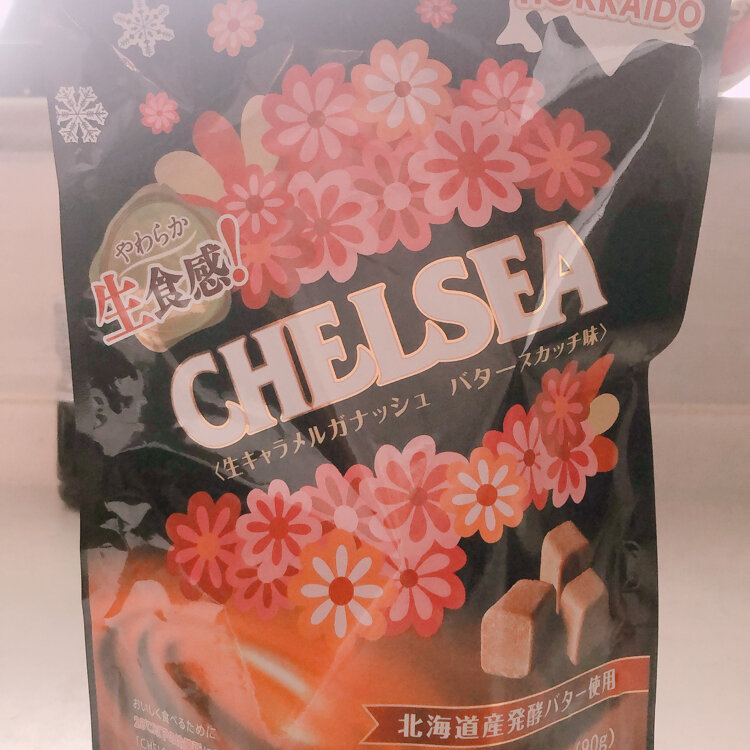 HOKKAIDO
やわらか
生食感!
CHELSEA
〈生キャラメルガナッシュ バタースカッチ味〉
北海道産発酵バター使用
おいしく食べるために
(90g)